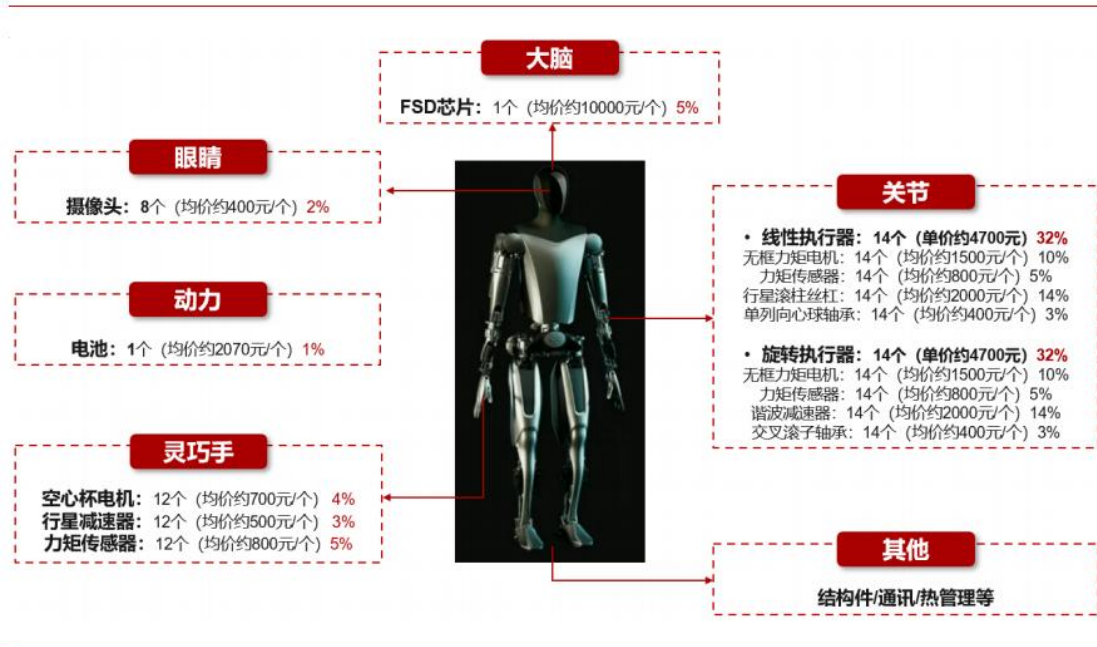 大脑
FSD芯片：1个（均价约10000元/个）5%
眼睛
摄像头：8个（均价约400元/个）2%
动力
电池：1个（均价约2070元/个）1%
灵巧手
空心杯电机：12个（均价约700元/个）4%
行星减速器：12个（均价约500元/个）3%
力矩传感器：12个（均价约800元/个）5%
关节
• 线性执行器：14个（单价约4700元）32%
无框力矩电机：14个（均价约1500元/个）10%
力矩传感器：14个（均价约800元/个）5%
行星滚柱丝杠：14个（均价约2000元/个）14%
单列向心球轴承：14个（均价约400元/个）3%
• 旋转执行器：14个（单价约4700元）32%
无框力矩电机：14个（均价约1500元/个）10%
力矩传感器：14个（均价约800元/个）5%
谐波减速器：14个（均价约2000元/个）14%
交叉滚子轴承：14个（均价约400元/个）3%
其他
结构件/通讯/热管理等